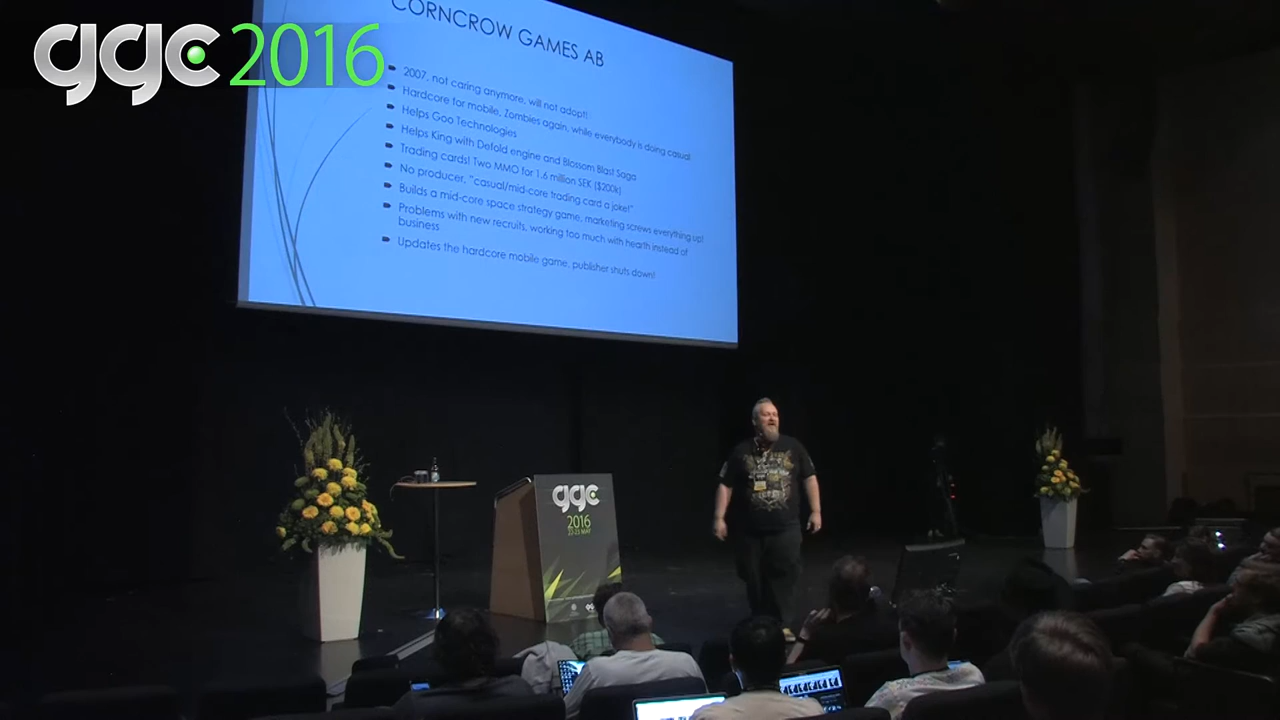 ggc 2016
CORNCROW GAMES AB
2007, not caring anymore, will not adopt!
Hardcore for mobile, Zombies again, while everybody is doing casual
Helps Goo Technologies
Helps King with Defold engine and Blossom Blast Saga
Trading cards! Two MMO for 1.6 million SEK ($200k)
No producer, "casual/mid-core trading card a joke!"
Builds a mid-core space strategy game, marketing screws everything up!
Problems with new recruits, working too much with hearth instead of
business
Updates the hardcore mobile game, publisher shuts down!
ggc
2016